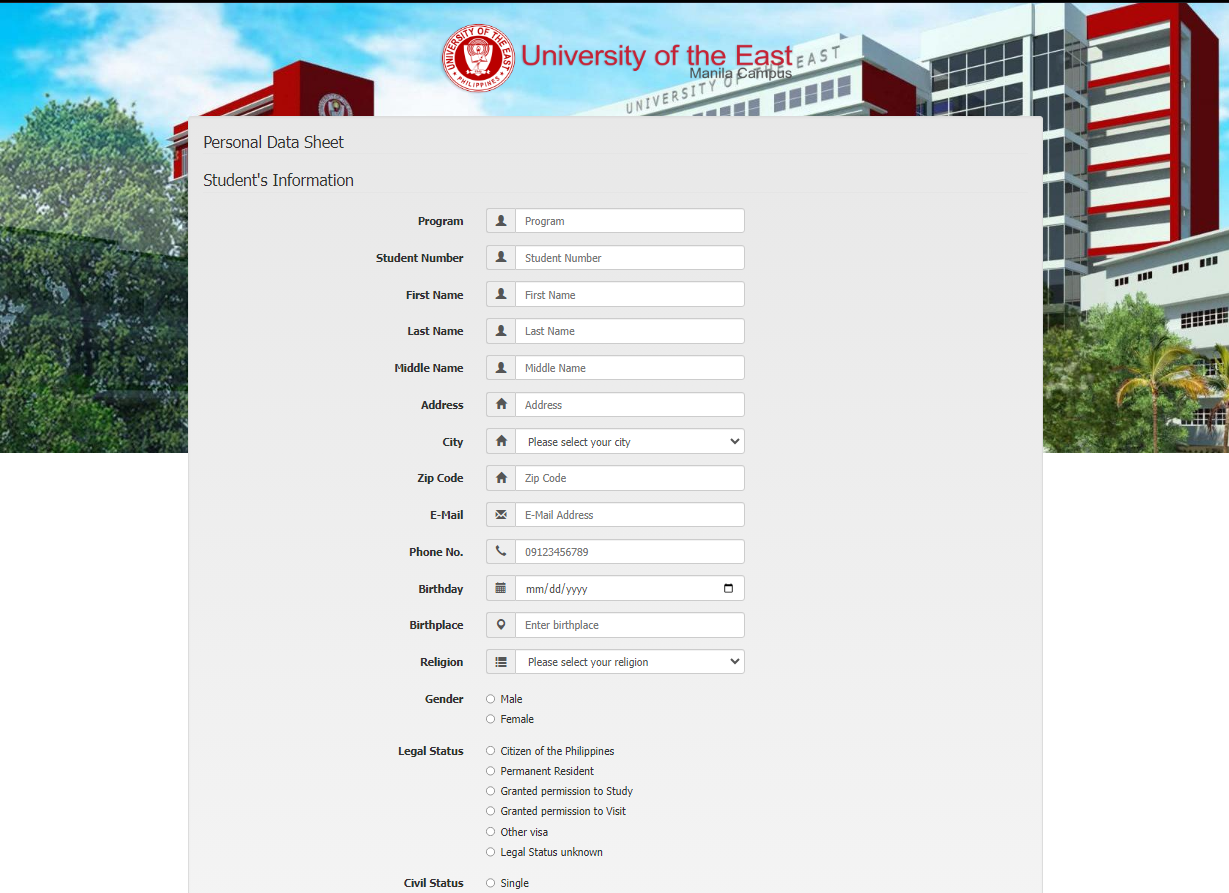 UNIVERSITY OF THE EAST
PHILIPPINES
University of the East
Manila Campus
UNIVERSITY OF THE EAST
Personal Data Sheet
Student's Information
Program Program
Student Number Student Number
First Name First Name
Last Name Last Name
Middle Name Middle Name
Address Address
City Please select your city
Zip Code Zip Code
E-Mail E-Mail Address
Phone No. 09123456789
Birthday mm/dd/yyyy
Birthplace Enter birthplace
Religion Please select your religion
Gender Male
Female
Legal Status Citizen of the Philippines
Permanent Resident
Granted permission to Study
Granted permission to Visit
Other visa
Legal Status unknown
Civil Status Single